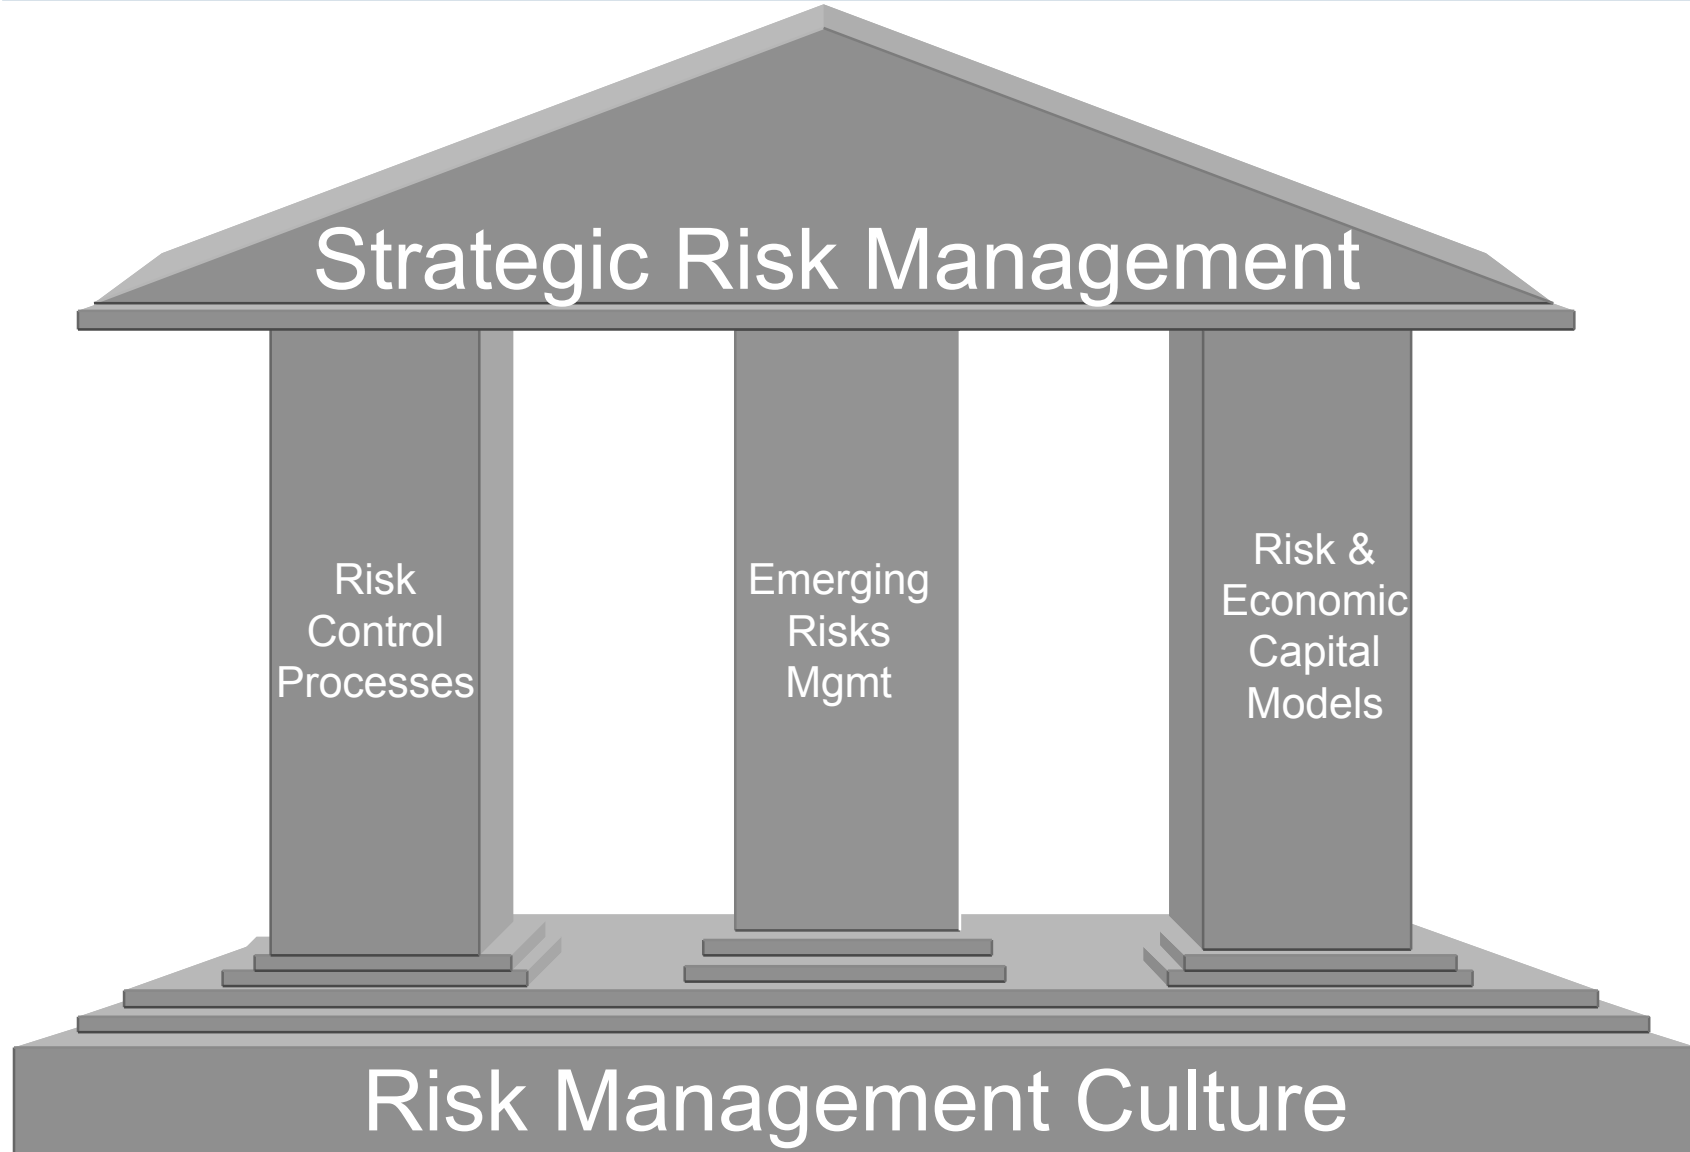 Strategic Risk Management
Risk
Control
Processes
Emerging
Risks
Mgmt
Risk &
Economic
Capital
Models
Risk Management Culture